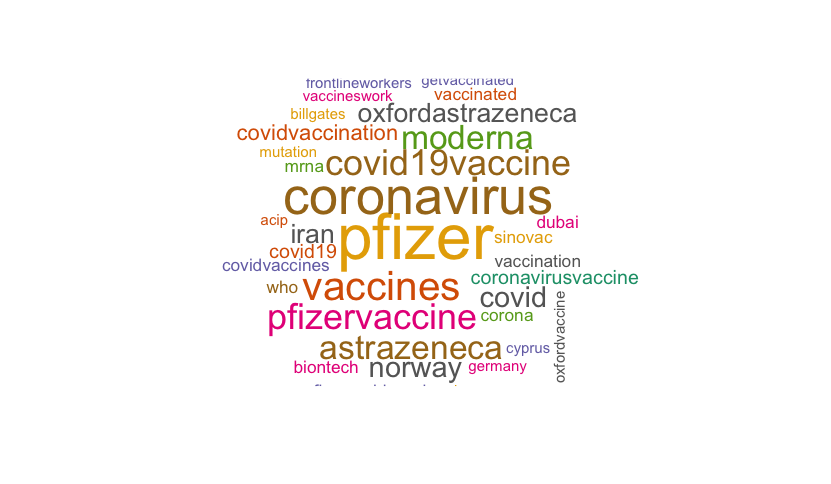 frontlineworkers getvaccinated
vaccineswork vaccinated
billgates oxfordastrazeneca
covidvaccination moderna
mutation
mrna covid19vaccine
coronavirus
acip dubai
iran pfizer sinovac
covid19
covidvaccines vaccination
who vaccines coronavirusvaccine
covid
pfizervaccine corona
oxfordvaccine
astrazeneca cyprus
biontech norway germany